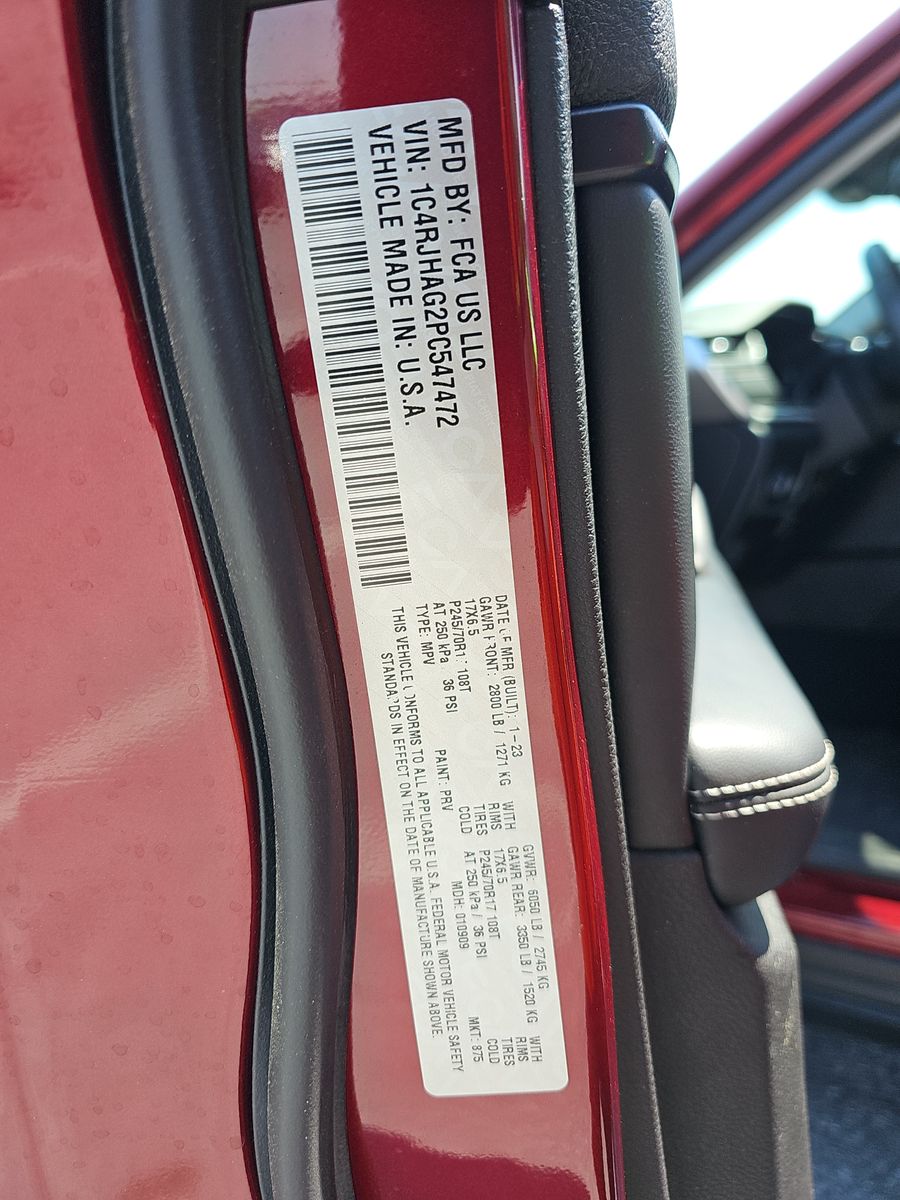 MFD BY: FCA US LLC
VIN: 1C4RJHAG2PC547472
VEHICLE MADE IN: U.S.A.
DATE OF MFR (BUILT): 1-23 GVWR: 6050 LB / 2745 KG
GAWR FRONT: 2800 LB / 1271 KG WITH GAWR REAR: 3350 LB / 1520 KG WITH
17X6.5 RIMS 17X6.5 RIMS
P245/70R17 108T TIRES P245/70R17 108T TIRES
AT 250 kPa 36 PSI COLD AT 250 kPa / 36 PSI COLD
TYPE: MPV PAINT: PRV MDH: 010909 MKT: 875
THIS VEHICLE CONFORMS TO ALL APPLICABLE U.S.A. FEDERAL MOTOR VEHICLE SAFETY
STANDARDS IN EFFECT ON THE DATE OF MANUFACTURE SHOWN ABOVE.